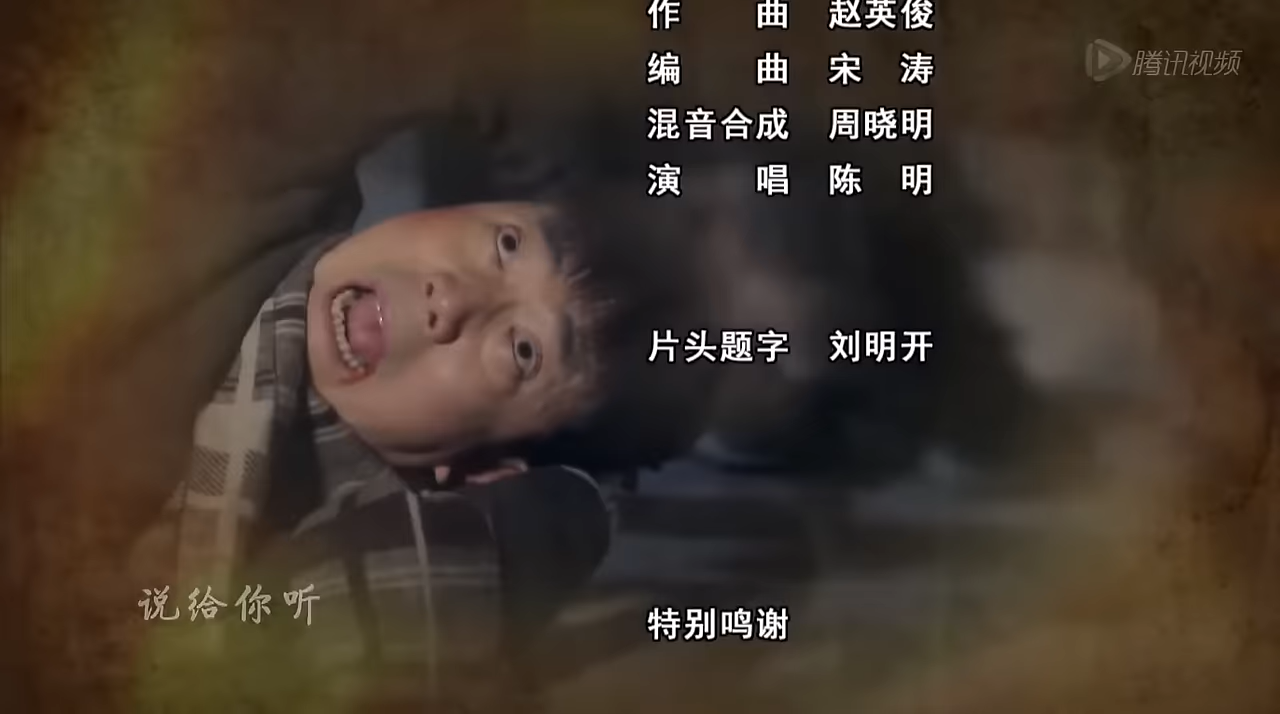 作曲 赵英俊
腾讯视频
编曲 宋涛
混音合成 周晓明
演唱 陈明
片头题字 刘明开
说给你听
特别鸣谢